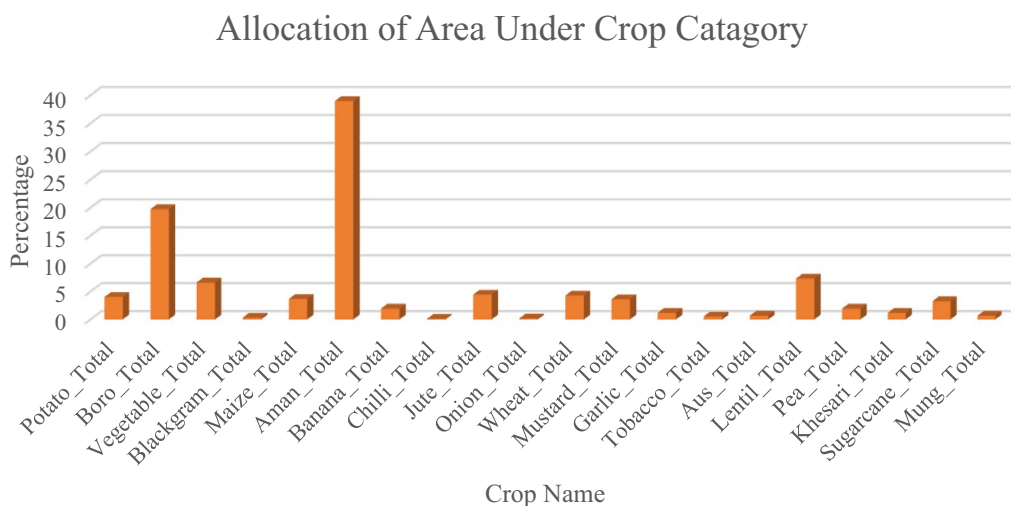 Allocation of Area Under Crop Catagory
40
35
30
25
20
15
10
5
0
Percentage
Potato_Total
Boro_Total
Vegetable_Total
Blackgram_Total
Maize_Total
Aman_Total
Banana_Total
Chilli_Total
Jute_Total
Onion_Total
Wheat_Total
Mustard_Total
Garlic_Total
Tobacco_Total
Aus_Total
Lentil_Total
Pea_Total
Khesari_Total
Sugarcane_Total
Mung_Total
Crop Name